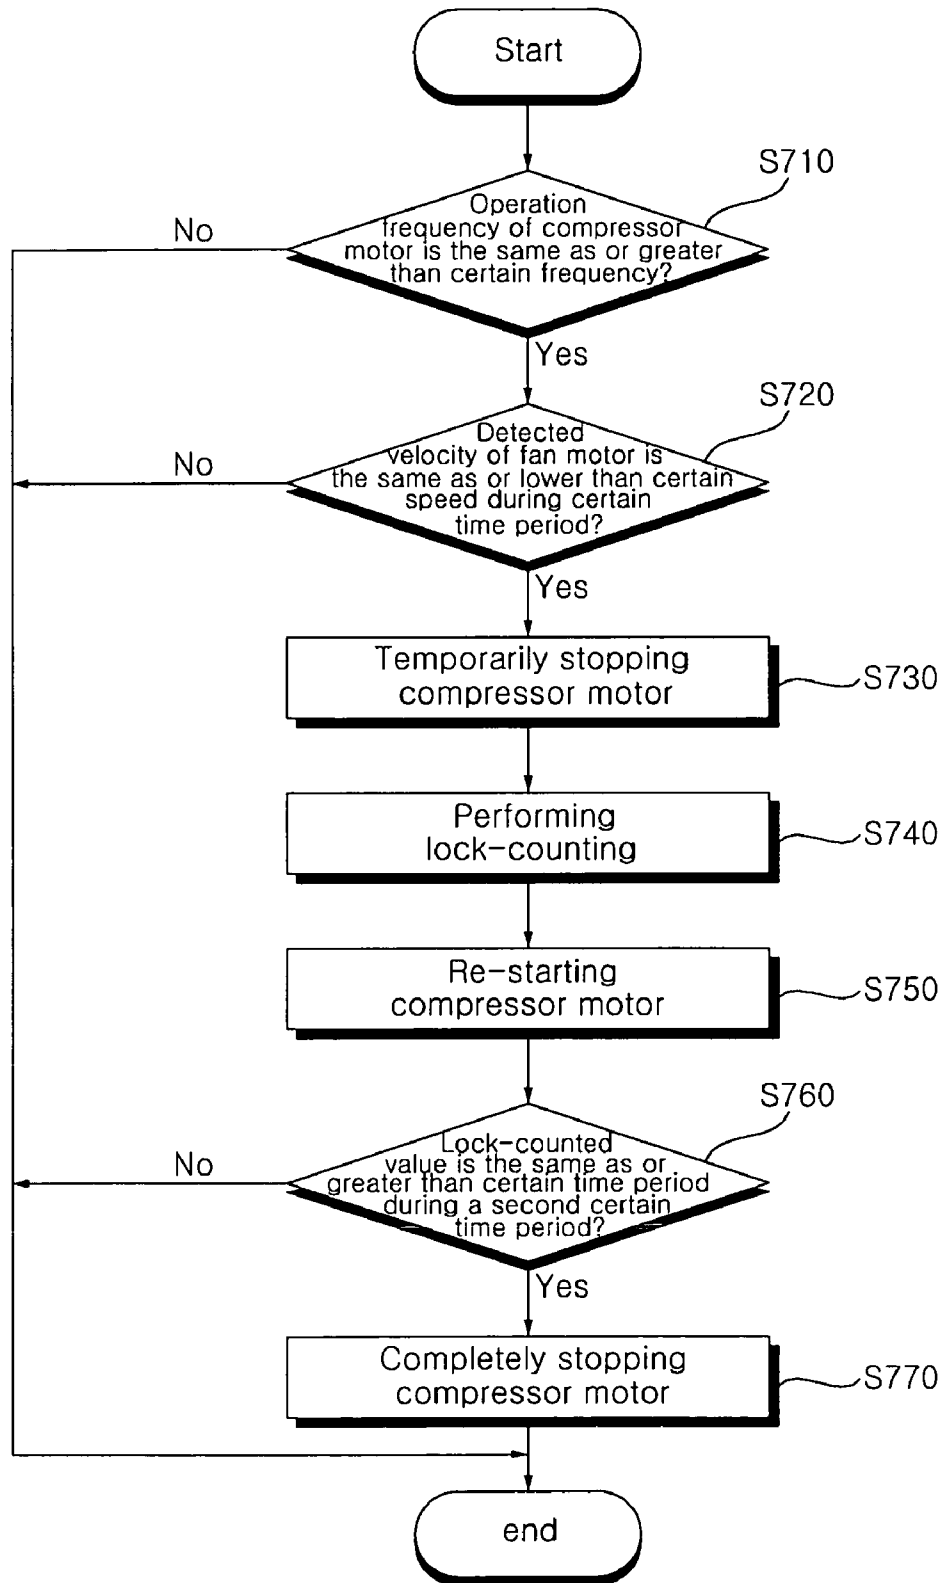 Start
S710
Operation
frequency of compressor
motor is the same as or greater
than certain frequency?
No
Yes
S720
Detected
velocity of fan motor is
the same as or lower than certain
speed during certain
time period?
No
Yes
Temporarily stopping
compressor motor
S730
Performing
lock-counting
S740
Re-starting
compressor motor
S750
S760
Lock-counted
value is the same as or
greater than certain time period
during a second certain
time period?
No
Yes
Completely stopping
compressor motor
S770
end